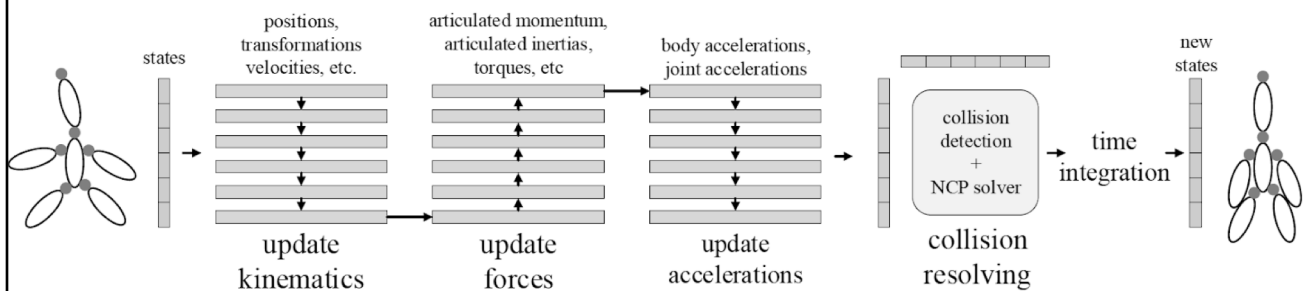 states
positions,
transformations
velocities, etc.
update
kinematics
articulated momentum,
articulated inertias,
torques, etc
update
forces
body accelerations,
joint accelerations
update
accelerations
collision
detection
+
NCP solver
collision
resolving
time
integration
new
states